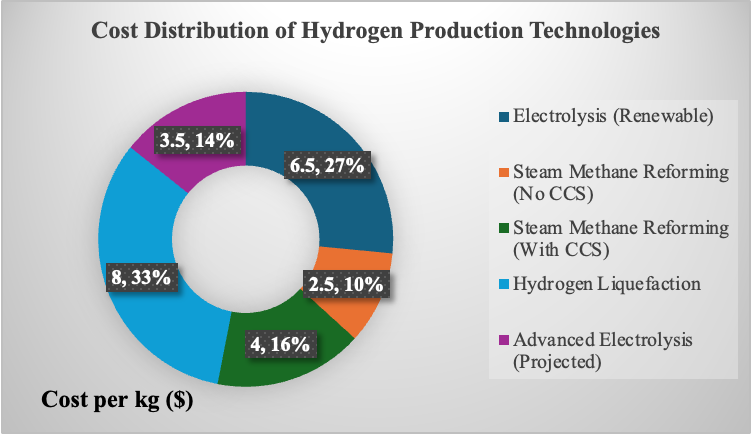 Cost Distribution of Hydrogen Production Technologies
3.5, 14%
6.5, 27%
8, 33%
2.5, 10%
4, 16%
Cost per kg ($)
Electrolysis (Renewable)
Steam Methane Reforming
(No CCS)
Steam Methane Reforming
(With CCS)
Hydrogen Liquefaction
Advanced Electrolysis
(Projected)